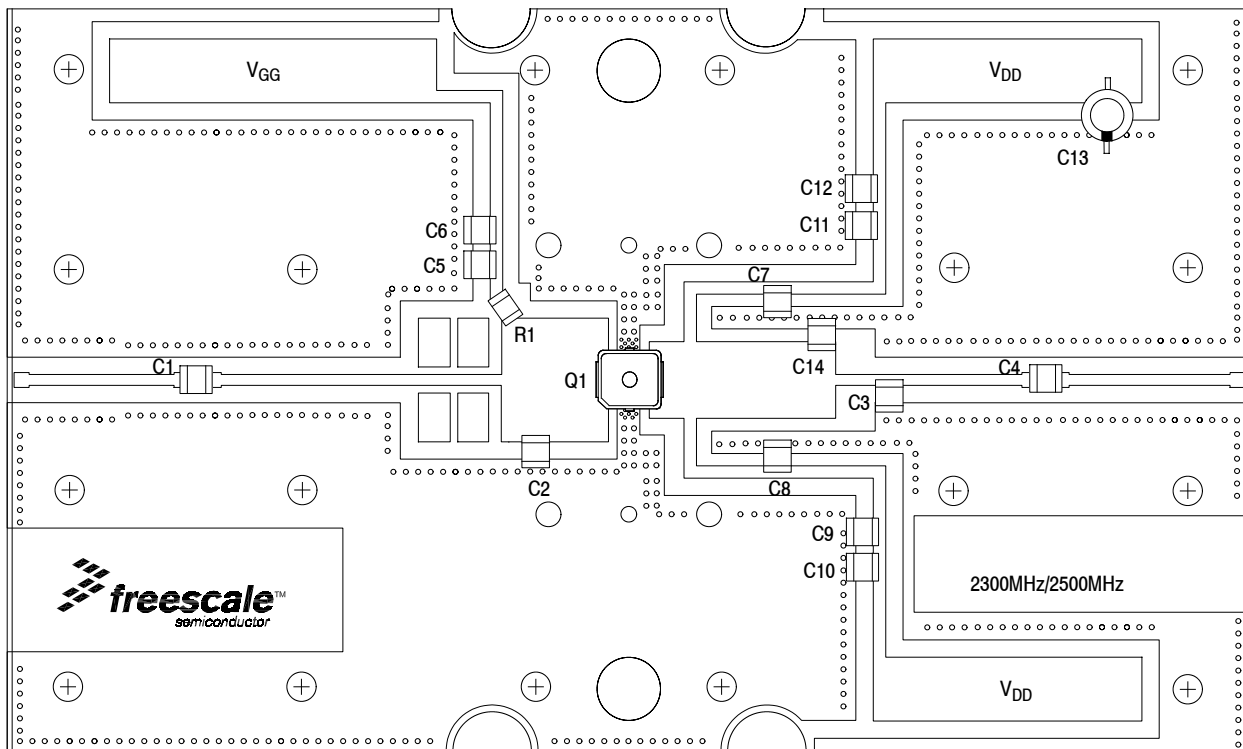 VGG
VDD
C13
C12
C6
C11
C5
C7
R1
C1
C14
C4
Q1
C3
C2
C8
C9
C10
2300MHz/2500MHz
freescale™
semiconductor
VDD